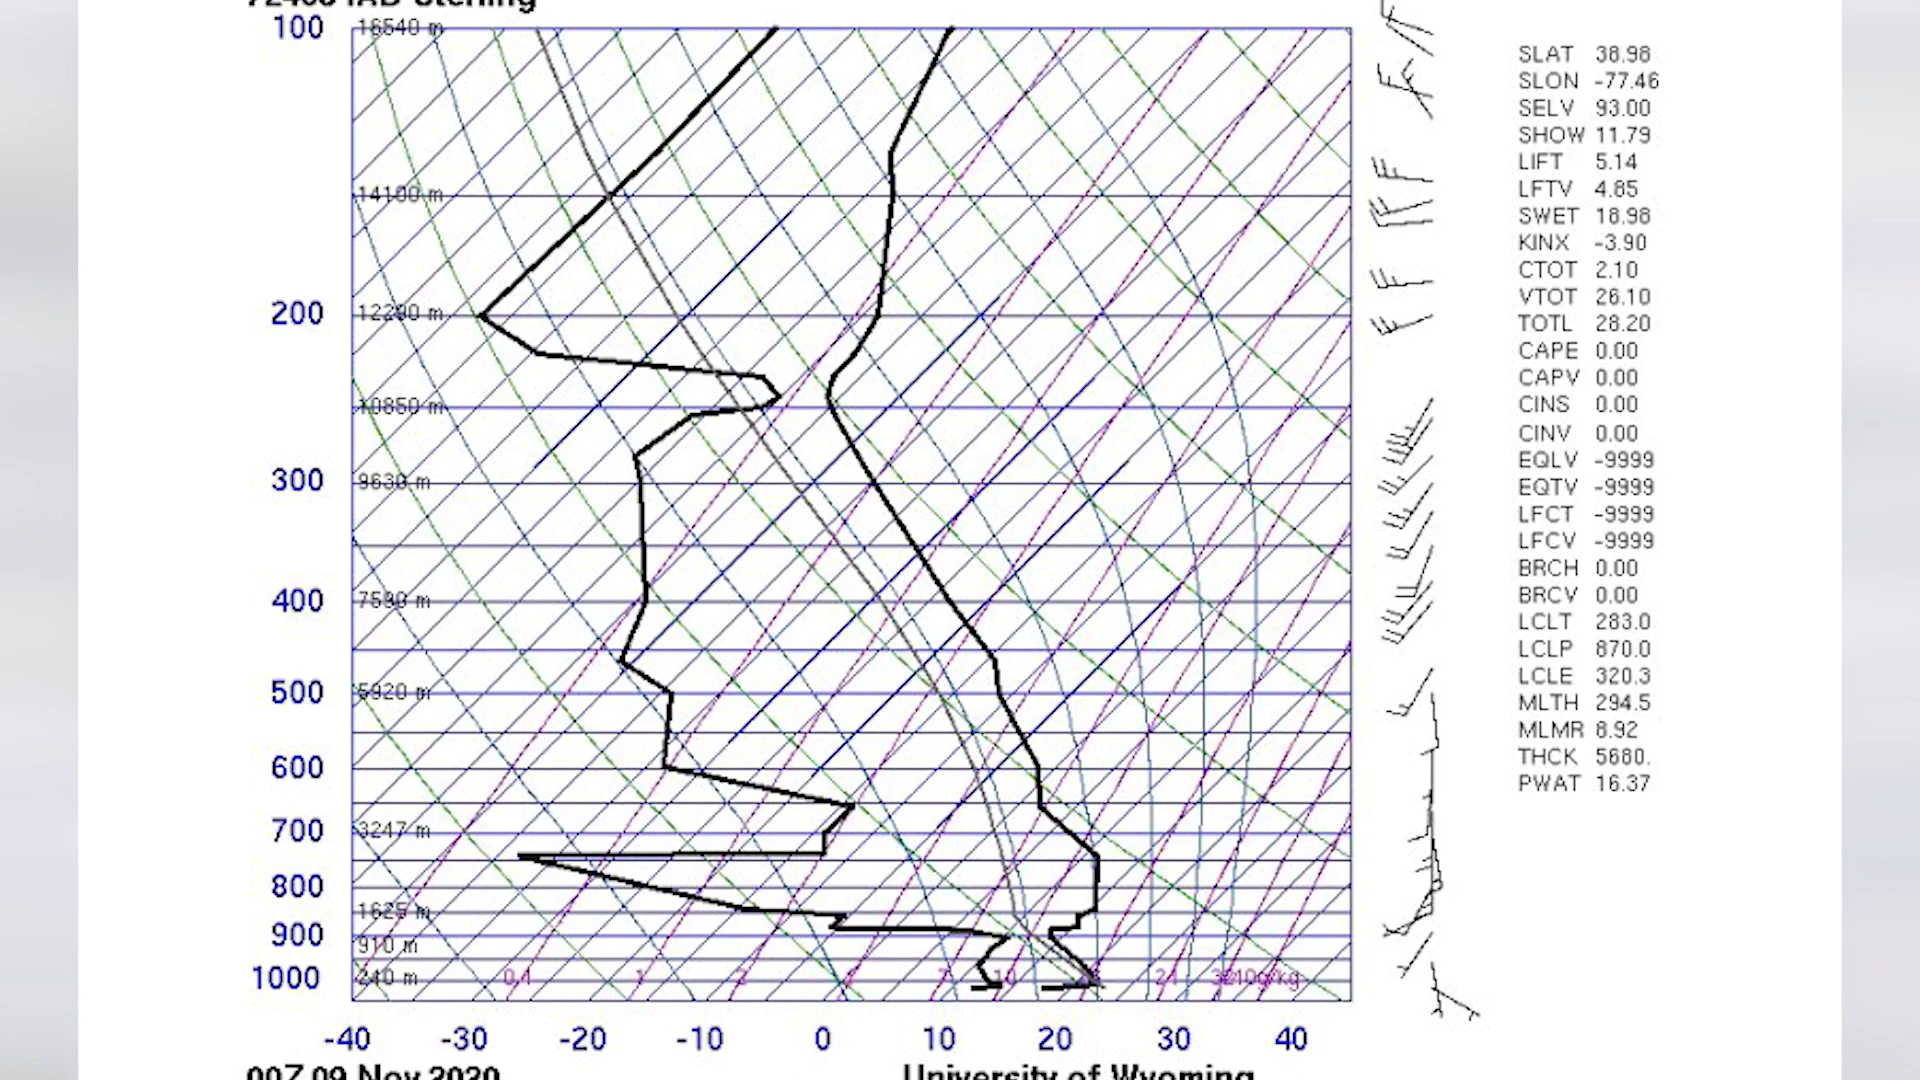 72403 IAD Sterling
100 16540 m
14100 m
200 12290 m
10850 m
300 9630 m
400 7590 m
500 5920 m
600
700 3247 m
800
1625 m
900
910 m
1000 240 m
0.4 1 2 4 7 10 16 24 32 40g/kg
-40 -30 -20 -10 0 10 20 30 40
00Z 09 Nov 2020 University of Wyoming
SLAT 38.98
SLON -77.46
SELV 93.00
SHOW 11.79
LIFT 5.14
LFTV 4.85
SWET 18.98
KINX -3.90
CTOT 2.10
VTOT 26.10
TOTL 28.20
CAPE 0.00
CAPV 0.00
CINS 0.00
CINV 0.00
EQLV -9999
EQTV -9999
LFCT -9999
LFCV -9999
BRCH 0.00
BRCV 0.00
LCLT 283.0
LCLP 870.0
LCLE 320.3
MLTH 294.5
MLMR 8.92
THCK 5680.
PWAT 16.37